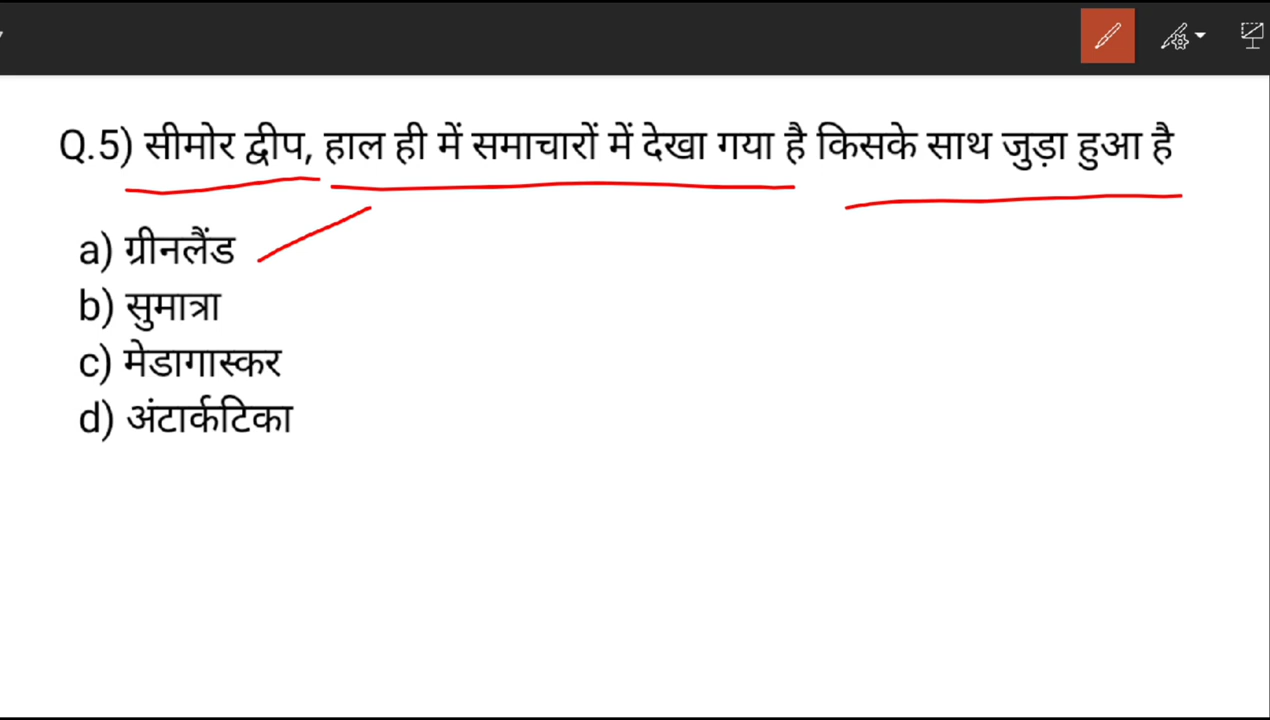 Q.5) सीमोर द्वीप, हाल ही में समाचारों में देखा गया है किसके साथ जुड़ा हुआ है
a) ग्रीनलैंड
b) सुमात्रा
c) मेडागास्कर
d) अंटार्कटिका